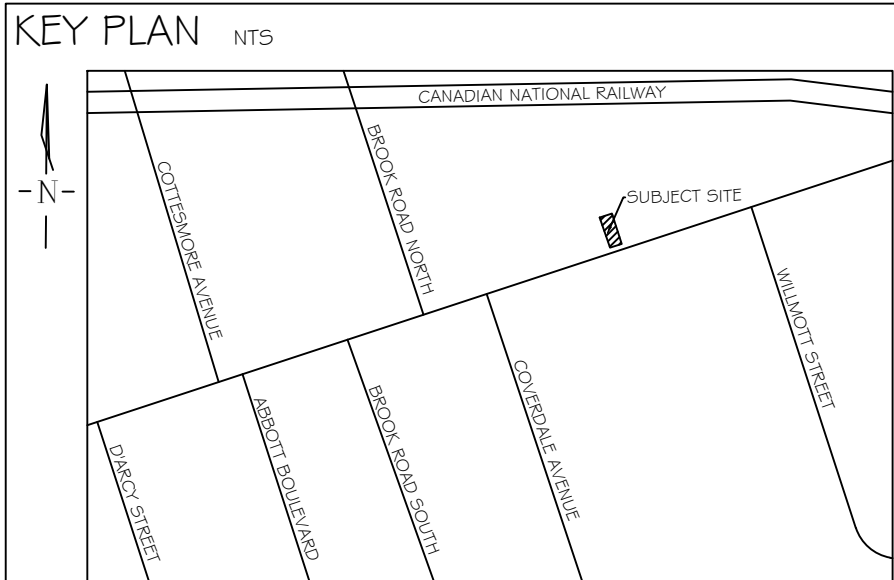 KEY PLAN NTS
CANADIAN NATIONAL RAILWAY
-N-
COTTESMORE AVENUE
BROOK ROAD NORTH
SUBJECT SITE
WILLMOTT STREET
D'ARCY STREET
ABBOTT BOULEVARD
BROOK ROAD SOUTH
COVERDALE AVENUE